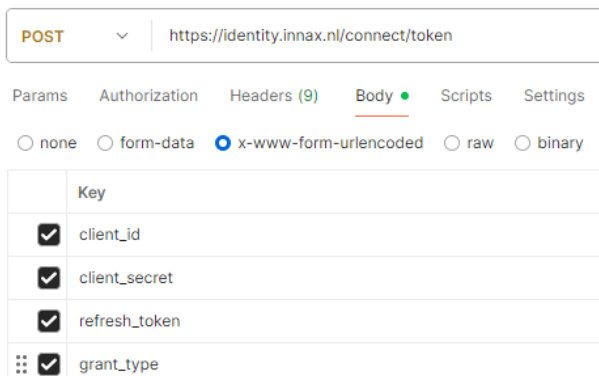 POST https://identity.innax.nl/connect/token
Params Authorization Headers (9) Body Scripts Settings
none form-data x-www-form-urlencoded raw binary
Key
client_id
client_secret
refresh_token
grant_type